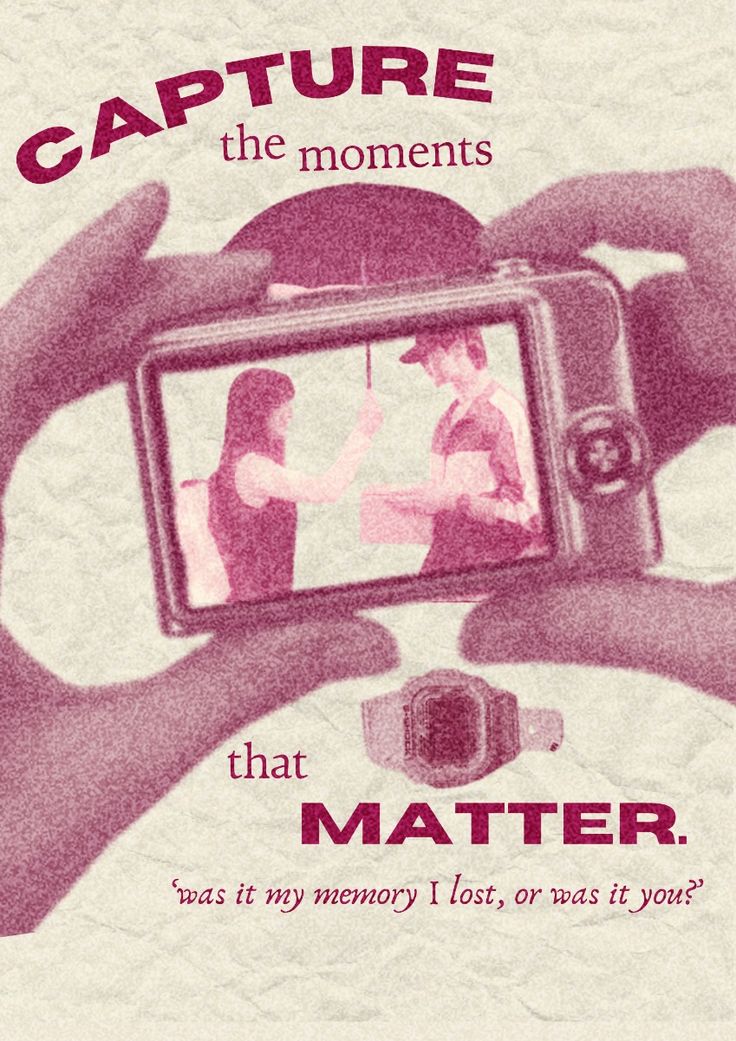 CAPTURE
the moments
that
MATTER.
‘was it my memory I lost, or was it you?’